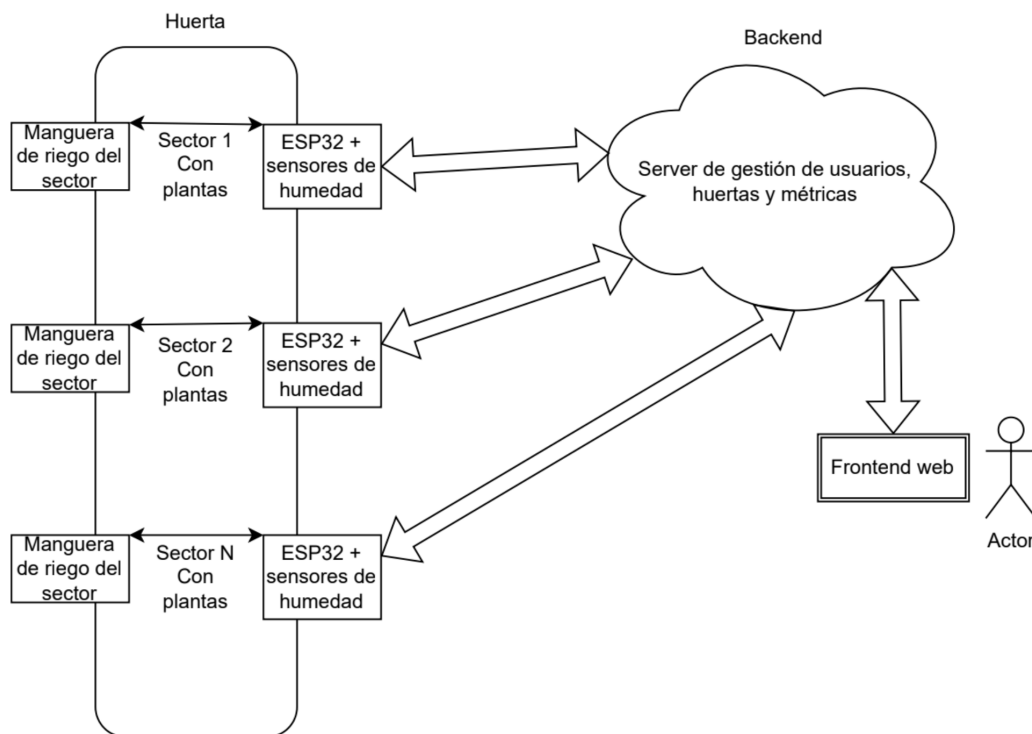 Huerta
Backend
Manguera
de riego del
sector
Sector 1
Con
plantas
ESP32 +
sensores de
humedad
Server de gestión de usuarios,
huertas y métricas
Manguera
de riego del
sector
Sector 2
Con
plantas
ESP32 +
sensores de
humedad
Frontend web
Actor
Manguera
de riego del
sector
Sector N
Con
plantas
ESP32 +
sensores de
humedad